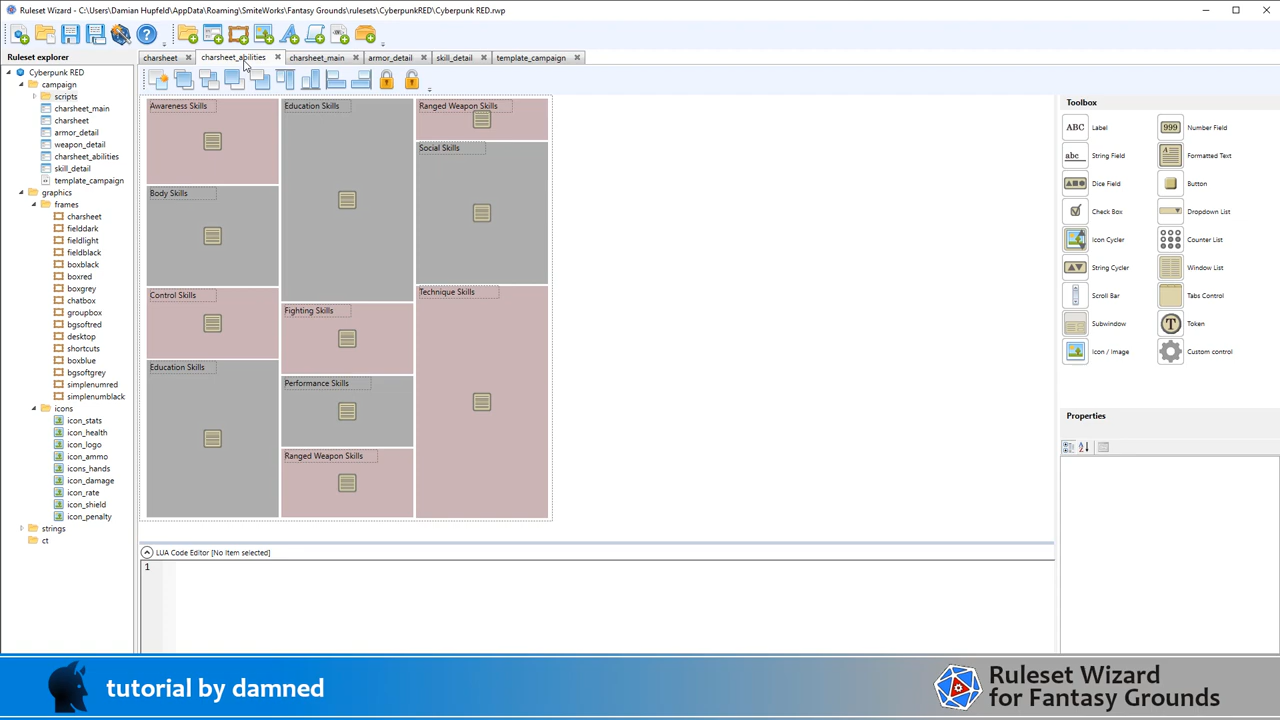 Ruleset Wizard - C:\Users\Damian Hupfeld\AppData\Roaming\SmiteWorks\Fantasy Grounds\rulesets\CyberpunkRED\Cyberpunk RED.rwp
Ruleset explorer
charsheet
charsheet_abilities
charsheet_main
armor_detail
skill_detail
template_campaign
Cyberpunk RED
campaign
scripts
charsheet_main
charsheet
armor_detail
weapon_detail
charsheet_abilities
skill_detail
template_campaign
graphics
frames
charsheet
fielddark
fieldlight
fieldblack
boxblack
boxred
boxgrey
chatbox
groupbox
bgsoftred
desktop
shortcuts
boxblue
bgsoftgrey
simplenumred
simplenumblack
icons
icon_stats
icon_health
icon_logo
icon_ammo
icons_hands
icon_damage
icon_rate
icon_shield
icon_penalty
strings
ct
Awareness Skills
Body Skills
Control Skills
Education Skills
Education Skills
Fighting Skills
Performance Skills
Ranged Weapon Skills
Ranged Weapon Skills
Social Skills
Technique Skills
LUA Code Editor [No Item selected]
1
Toolbox
ABC Label
999 Number Field
abc String Field
Formatted Text
Dice Field
Button
Check Box
Dropdown List
Icon Cycler
Counter List
String Cycler
Window List
Scroll Bar
Tabs Control
Subwindow
T Token
Icon / Image
Custom control
Properties
tutorial by damned
Ruleset Wizard
for Fantasy Grounds